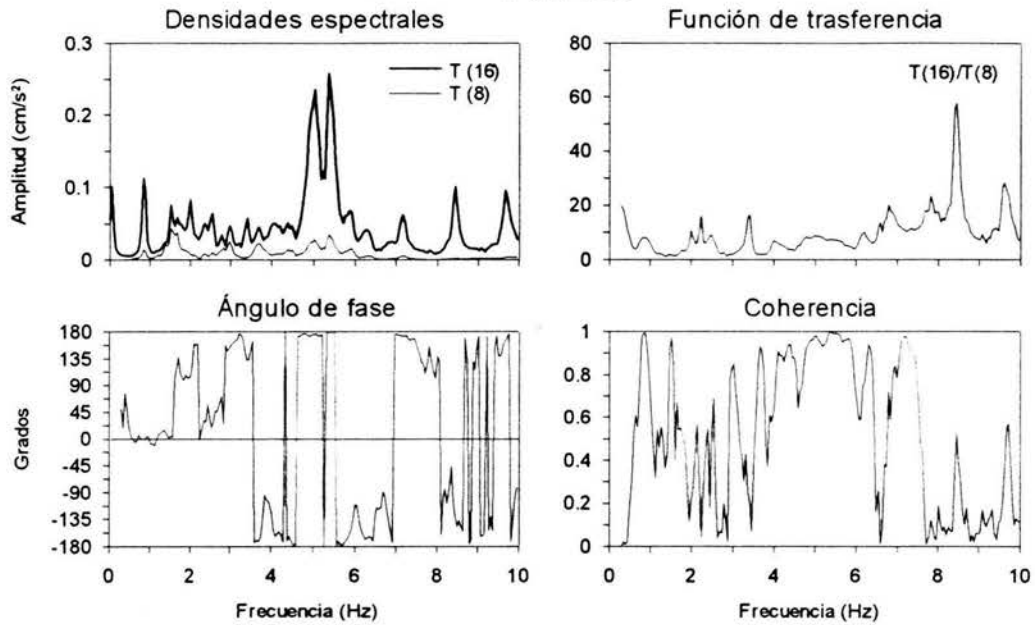 Densidades espectrales
0.3
0.2
0.1
0
Amplitud (cm/s²)
T (16)
T (8)
Función de trasferencia
80
60
40
20
0
T(16)/T(8)
Ángulo de fase
180
135
90
45
0
-45
-90
-135
-180
Grados
0 2 4 6 8 10
Frecuencia (Hz)
Coherencia
1
0.8
0.6
0.4
0.2
0
0 2 4 6 8 10
Frecuencia (Hz)